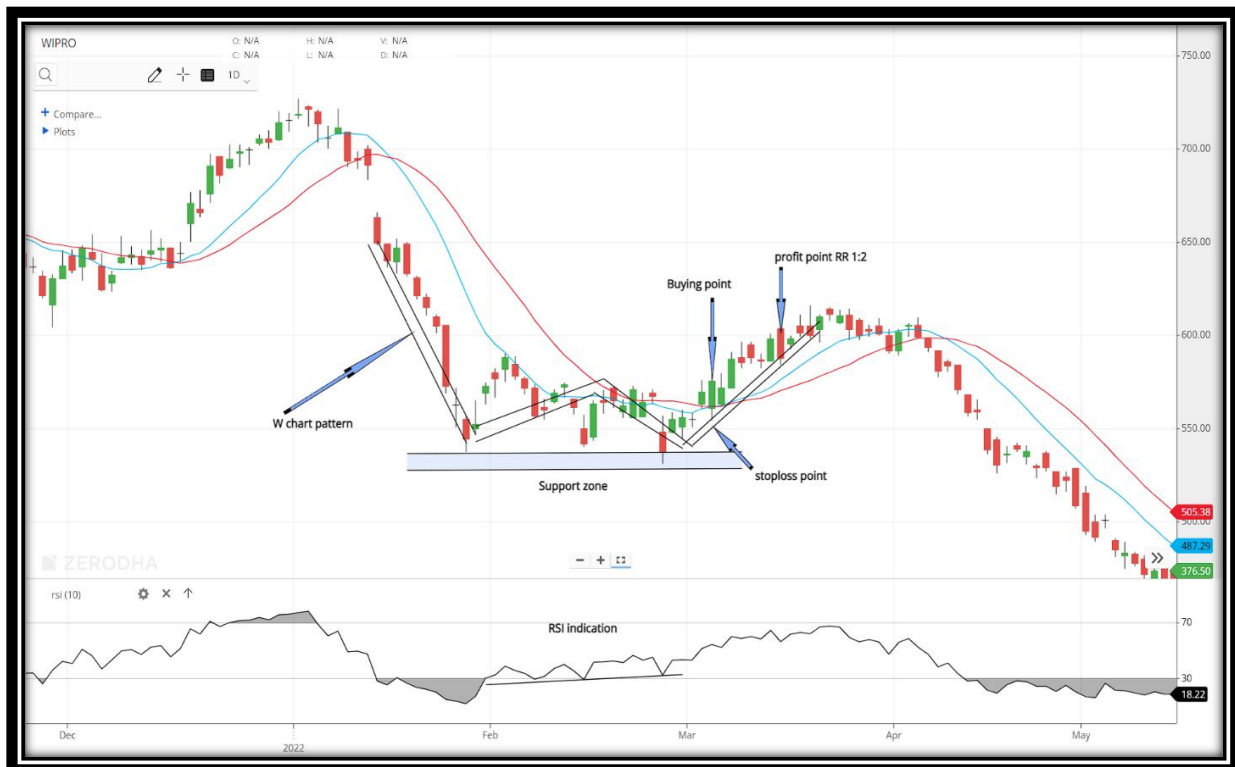 WIPRO
O: N/A H: N/A V: N/A
C: N/A L: N/A D: N/A
1D
+ Compare...
Plots
750.00
700.00
650.00
profit point RR 1:2
Buying point
600.00
W chart pattern
550.00
stoploss point
Support zone
505.38
500.00
487.29
ZERODHA
376.50
rsi (10)
RSI indication
70
30
18.22
Dec
Feb
Mar
Apr
May
2022